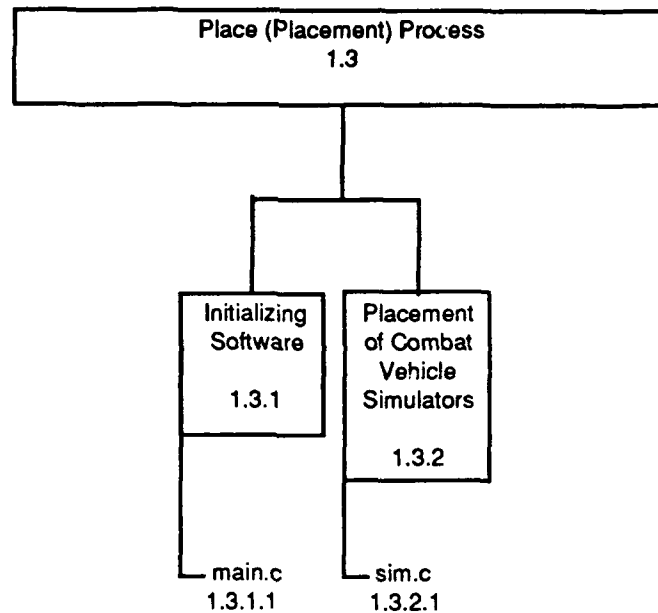 Place (Placement) Process
1.3
Initializing
Software
1.3.1
Placement
of Combat
Vehicle
Simulators
1.3.2
main.c
1.3.1.1
sim.c
1.3.2.1